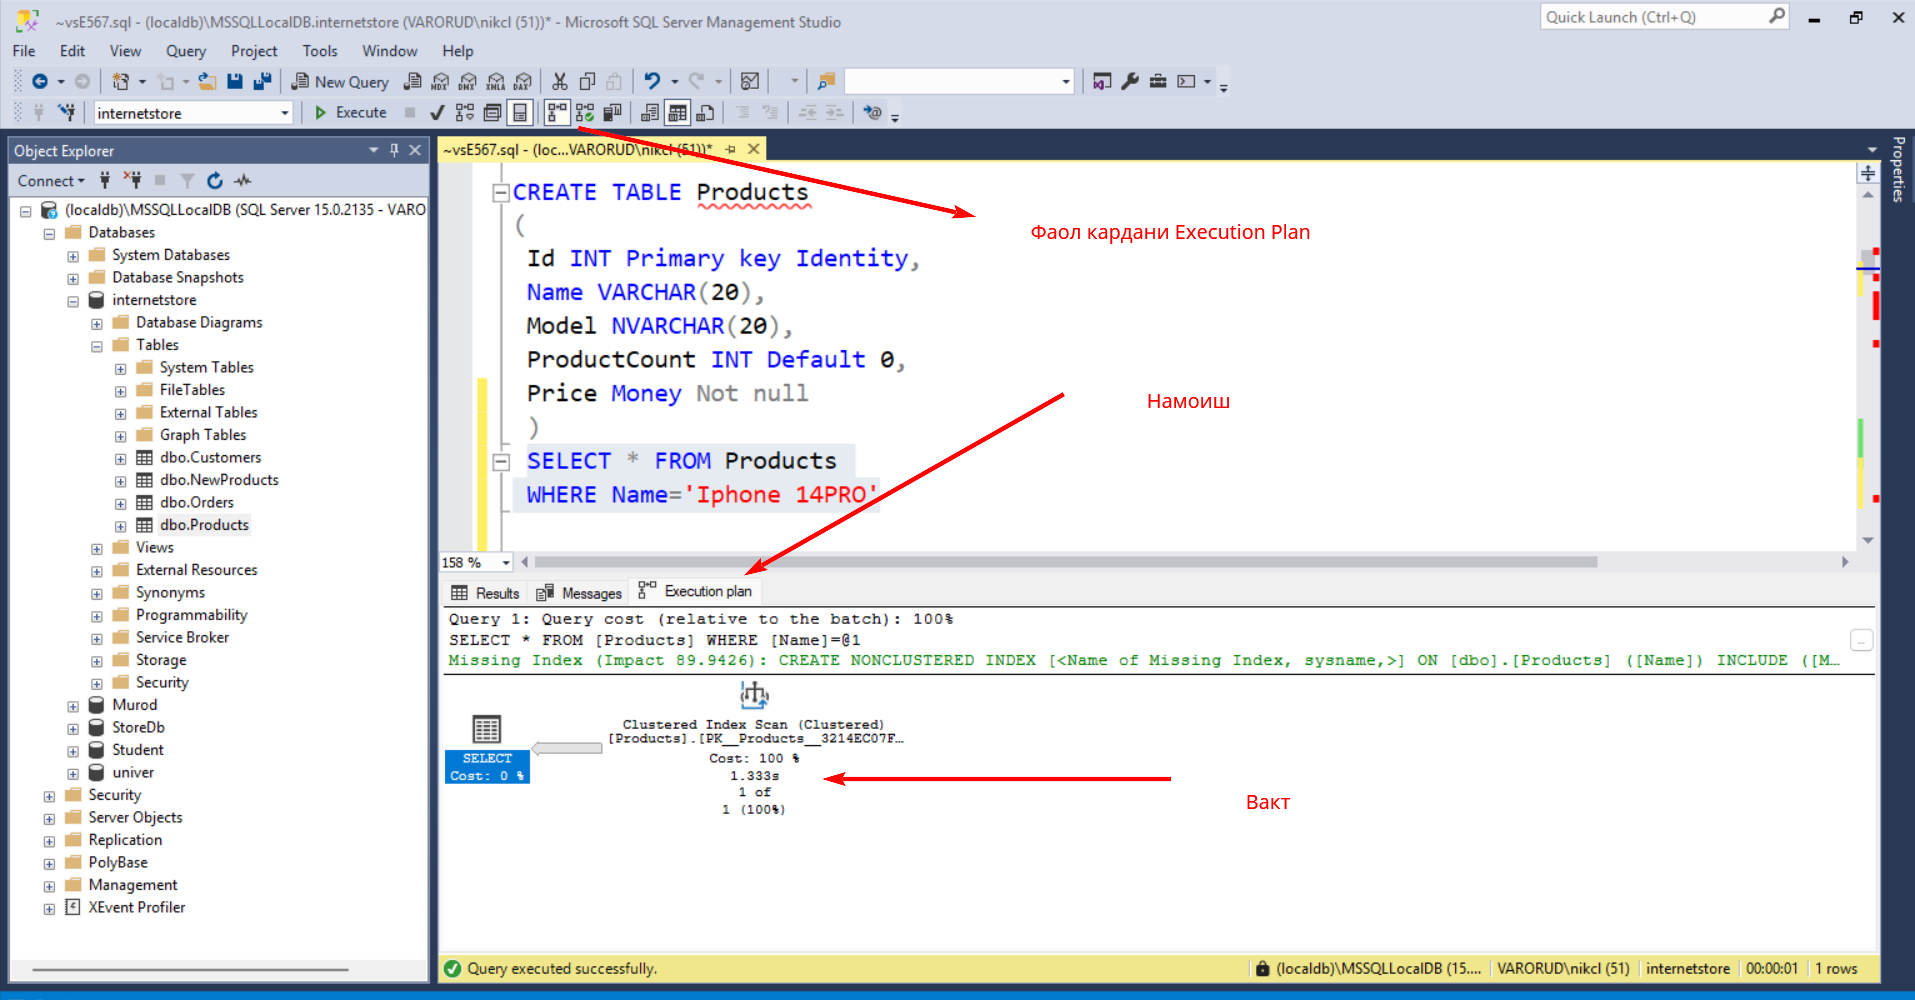 ~vsE567.sql - (localdb)\MSSQLLocalDB.internetstore (VARORUD\nikcl (51))* - Microsoft SQL Server Management Studio
Quick Launch (Ctrl+Q)
File Edit View Query Project Tools Window Help
New Query MDX DMX XMLA DAX
internetstore Execute
Object Explorer
~vsE567.sql - (loc...VARORUD\nikcl (51))*
Properties
Connect
(localdb)\MSSQLLocalDB (SQL Server 15.0.2135 - VARO
Databases
System Databases
Database Snapshots
internetstore
Database Diagrams
Tables
System Tables
FileTables
External Tables
Graph Tables
dbo.Customers
dbo.NewProducts
dbo.Orders
dbo.Products
Views
External Resources
Synonyms
Programmability
Service Broker
Storage
Security
Murod
StoreDb
Student
univer
Security
Server Objects
Replication
PolyBase
Management
XEvent Profiler
CREATE TABLE Products
(
Id INT Primary key Identity,
Name VARCHAR(20),
Model NVARCHAR(20),
ProductCount INT Default 0,
Price Money Not null
)
SELECT * FROM Products
WHERE Name='Iphone 14PRO'
Фаол кардани Execution Plan
Намоиш
158 %
Results Messages Execution plan
Query 1: Query cost (relative to the batch): 100%
SELECT * FROM [Products] WHERE [Name]=@1
Missing Index (Impact 89.9426): CREATE NONCLUSTERED INDEX [<Name of Missing Index, sysname,>] ON [dbo].[Products] ([Name]) INCLUDE ([M…
SELECT
Cost: 0 %
Clustered Index Scan (Clustered)
[Products].[PK__Products__3214EC07F…
Cost: 100 %
1.333s
1 of
1 (100%)
Вакт
Query executed successfully.
(localdb)\MSSQLLocalDB (15.... VARORUD\nikcl (51) internetstore 00:00:01 1 rows